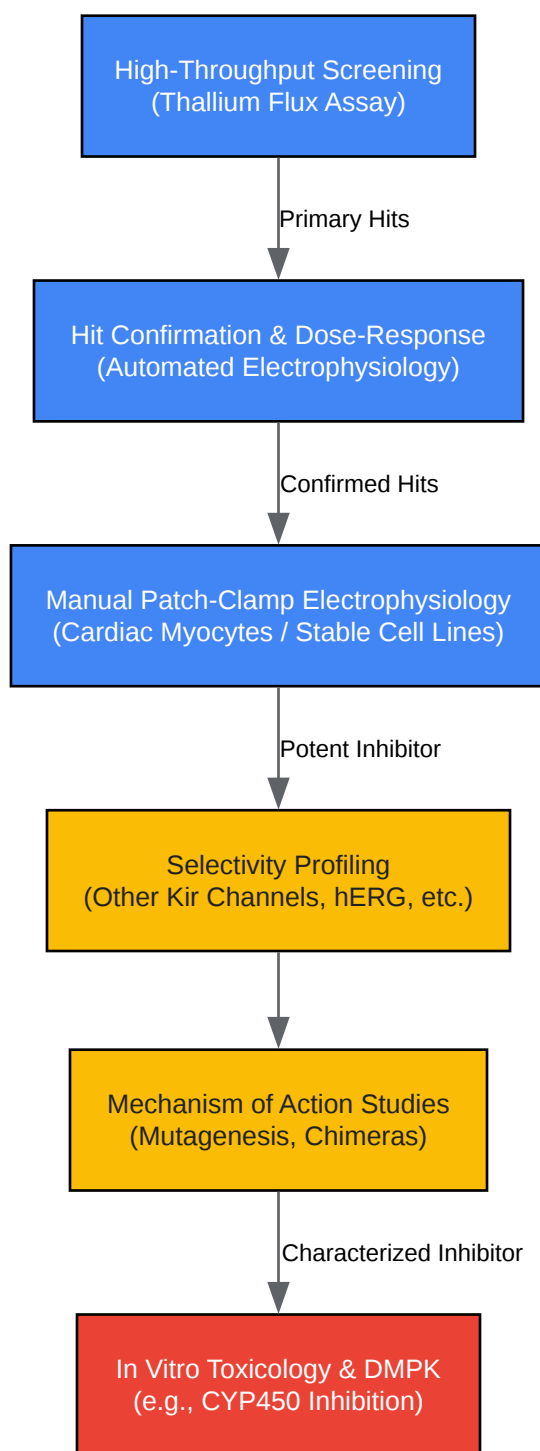 High-Throughput Screening
(Thallium Flux Assay)
Primary Hits
Hit Confirmation & Dose-Response
(Automated Electrophysiology)
Confirmed Hits
Manual Patch-Clamp Electrophysiology
(Cardiac Myocytes / Stable Cell Lines)
Potent Inhibitor
Selectivity Profiling
(Other Kir Channels, hERG, etc.)
Mechanism of Action Studies
(Mutagenesis, Chimeras)
Characterized Inhibitor
In Vitro Toxicology & DMPK
(e.g., CYP450 Inhibition)